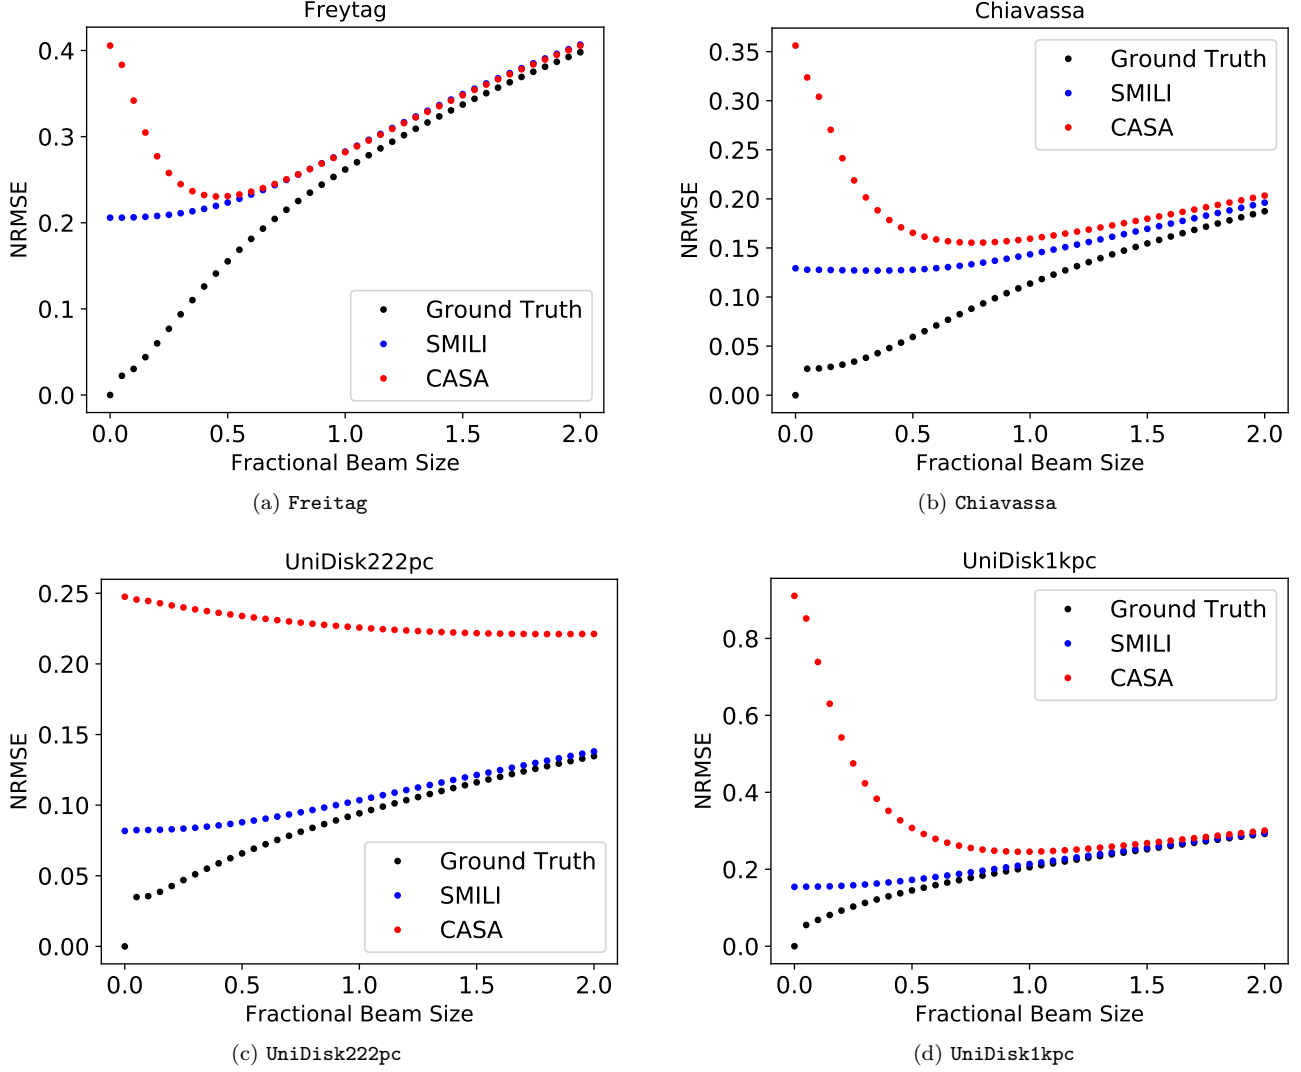 Freytag
NRMSE
0.4
0.3
0.2
0.1
0.0
Ground Truth
SMILI
CASA
0.0 0.5 1.0 1.5 2.0
Fractional Beam Size
(a) Freitag
Chiavassa
NRMSE
0.35
0.30
0.25
0.20
0.15
0.10
0.05
0.00
Ground Truth
SMILI
CASA
0.0 0.5 1.0 1.5 2.0
Fractional Beam Size
(b) Chiavassa
UniDisk222pc
NRMSE
0.25
0.20
0.15
0.10
0.05
0.00
Ground Truth
SMILI
CASA
0.0 0.5 1.0 1.5 2.0
Fractional Beam Size
(c) UniDisk222pc
UniDisk1kpc
NRMSE
0.8
0.6
0.4
0.2
0.0
Ground Truth
SMILI
CASA
0.0 0.5 1.0 1.5 2.0
Fractional Beam Size
(d) UniDisk1kpc